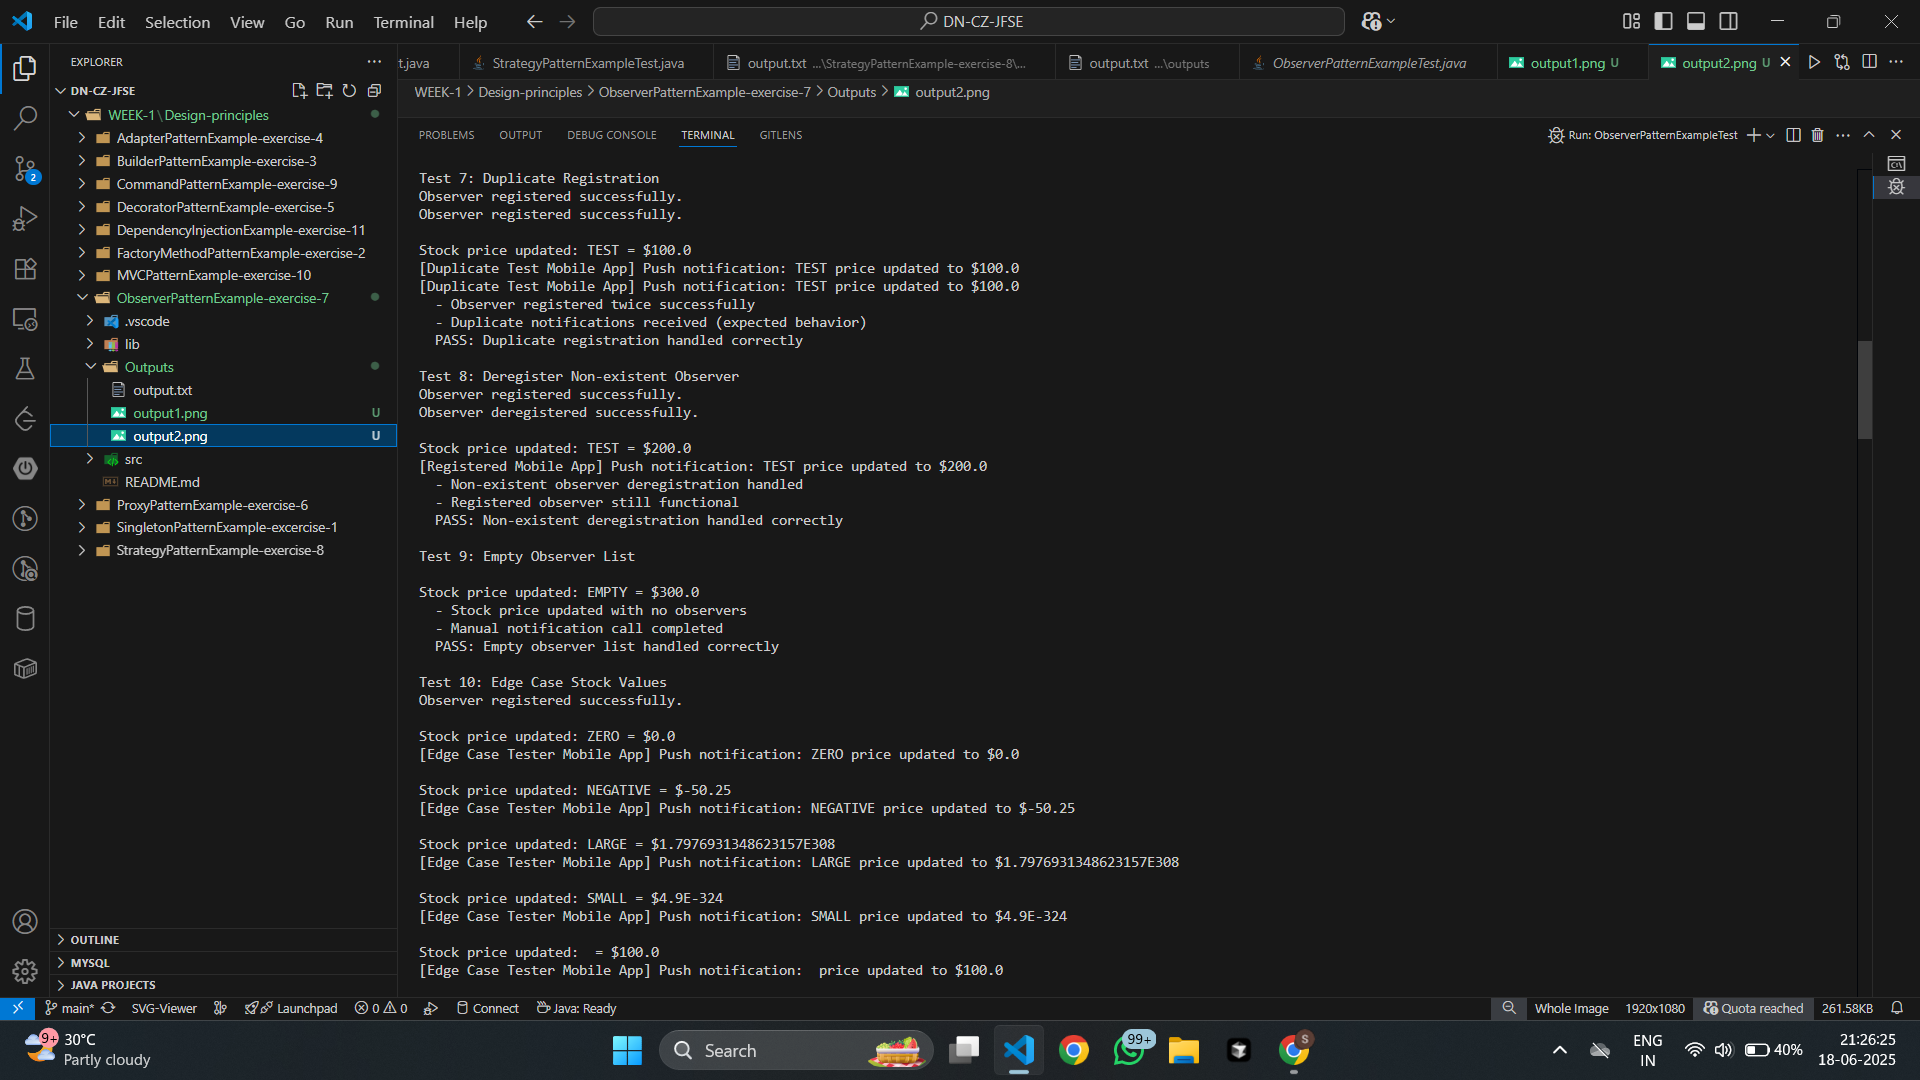 File Edit Selection View Go Run Terminal Help
DN-CZ-JFSE
EXPLORER
t.java
StrategyPatternExampleTest.java
output.txt ...\StrategyPatternExample-exercise-8\...
output.txt ...\outputs
ObserverPatternExampleTest.java
output1.png U
output2.png U
WEEK-1 > Design-principles > ObserverPatternExample-exercise-7 > Outputs > output2.png
DN-CZ-JFSE
WEEK-1\Design-principles
AdapterPatternExample-exercise-4
BuilderPatternExample-exercise-3
CommandPatternExample-exercise-9
DecoratorPatternExample-exercise-5
DependencyInjectionExample-exercise-11
FactoryMethodPatternExample-exercise-2
MVCPatternExample-exercise-10
ObserverPatternExample-exercise-7
.vscode
lib
Outputs
output.txt
output1.png U
output2.png U
src
README.md
ProxyPatternExample-exercise-6
SingletonPatternExample-excercise-1
StrategyPatternExample-exercise-8
OUTLINE
MYSQL
JAVA PROJECTS
2
PROBLEMS OUTPUT DEBUG CONSOLE TERMINAL GITLENS
Run: ObserverPatternExampleTest
Test 7: Duplicate Registration
Observer registered successfully.
Observer registered successfully.
Stock price updated: TEST = $100.0
[Duplicate Test Mobile App] Push notification: TEST price updated to $100.0
[Duplicate Test Mobile App] Push notification: TEST price updated to $100.0
- Observer registered twice successfully
- Duplicate notifications received (expected behavior)
PASS: Duplicate registration handled correctly
Test 8: Deregister Non-existent Observer
Observer registered successfully.
Observer deregistered successfully.
Stock price updated: TEST = $200.0
[Registered Mobile App] Push notification: TEST price updated to $200.0
- Non-existent observer deregistration handled
- Registered observer still functional
PASS: Non-existent deregistration handled correctly
Test 9: Empty Observer List
Stock price updated: EMPTY = $300.0
- Stock price updated with no observers
- Manual notification call completed
PASS: Empty observer list handled correctly
Test 10: Edge Case Stock Values
Observer registered successfully.
Stock price updated: ZERO = $0.0
[Edge Case Tester Mobile App] Push notification: ZERO price updated to $0.0
Stock price updated: NEGATIVE = $-50.25
[Edge Case Tester Mobile App] Push notification: NEGATIVE price updated to $-50.25
Stock price updated: LARGE = $1.7976931348623157E308
[Edge Case Tester Mobile App] Push notification: LARGE price updated to $1.7976931348623157E308
Stock price updated: SMALL = $4.9E-324
[Edge Case Tester Mobile App] Push notification: SMALL price updated to $4.9E-324
Stock price updated:  = $100.0
[Edge Case Tester Mobile App] Push notification:  price updated to $100.0
main* SVG-Viewer Launchpad 0 0 Connect Java: Ready
Whole Image 1920x1080 Quota reached 261.58KB
9+
30°C
Partly cloudy
Search
99+
S
ENG
IN
40%
21:26:25
18-06-2025